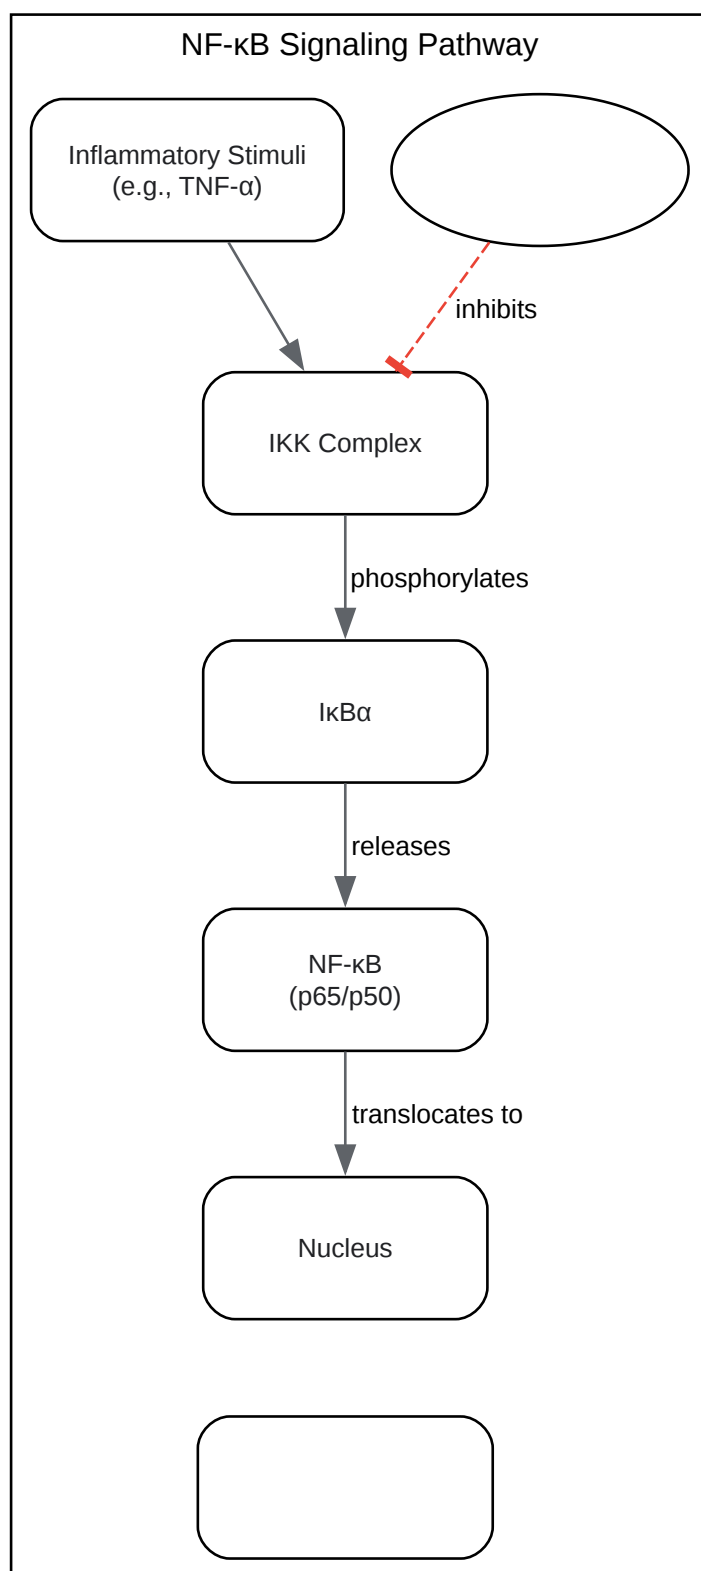 NF-κB Signaling Pathway
Inflammatory Stimuli
(e.g., TNF-α)
inhibits
IKK Complex
phosphorylates
IκBα
releases
NF-κB
(p65/p50)
translocates to
Nucleus